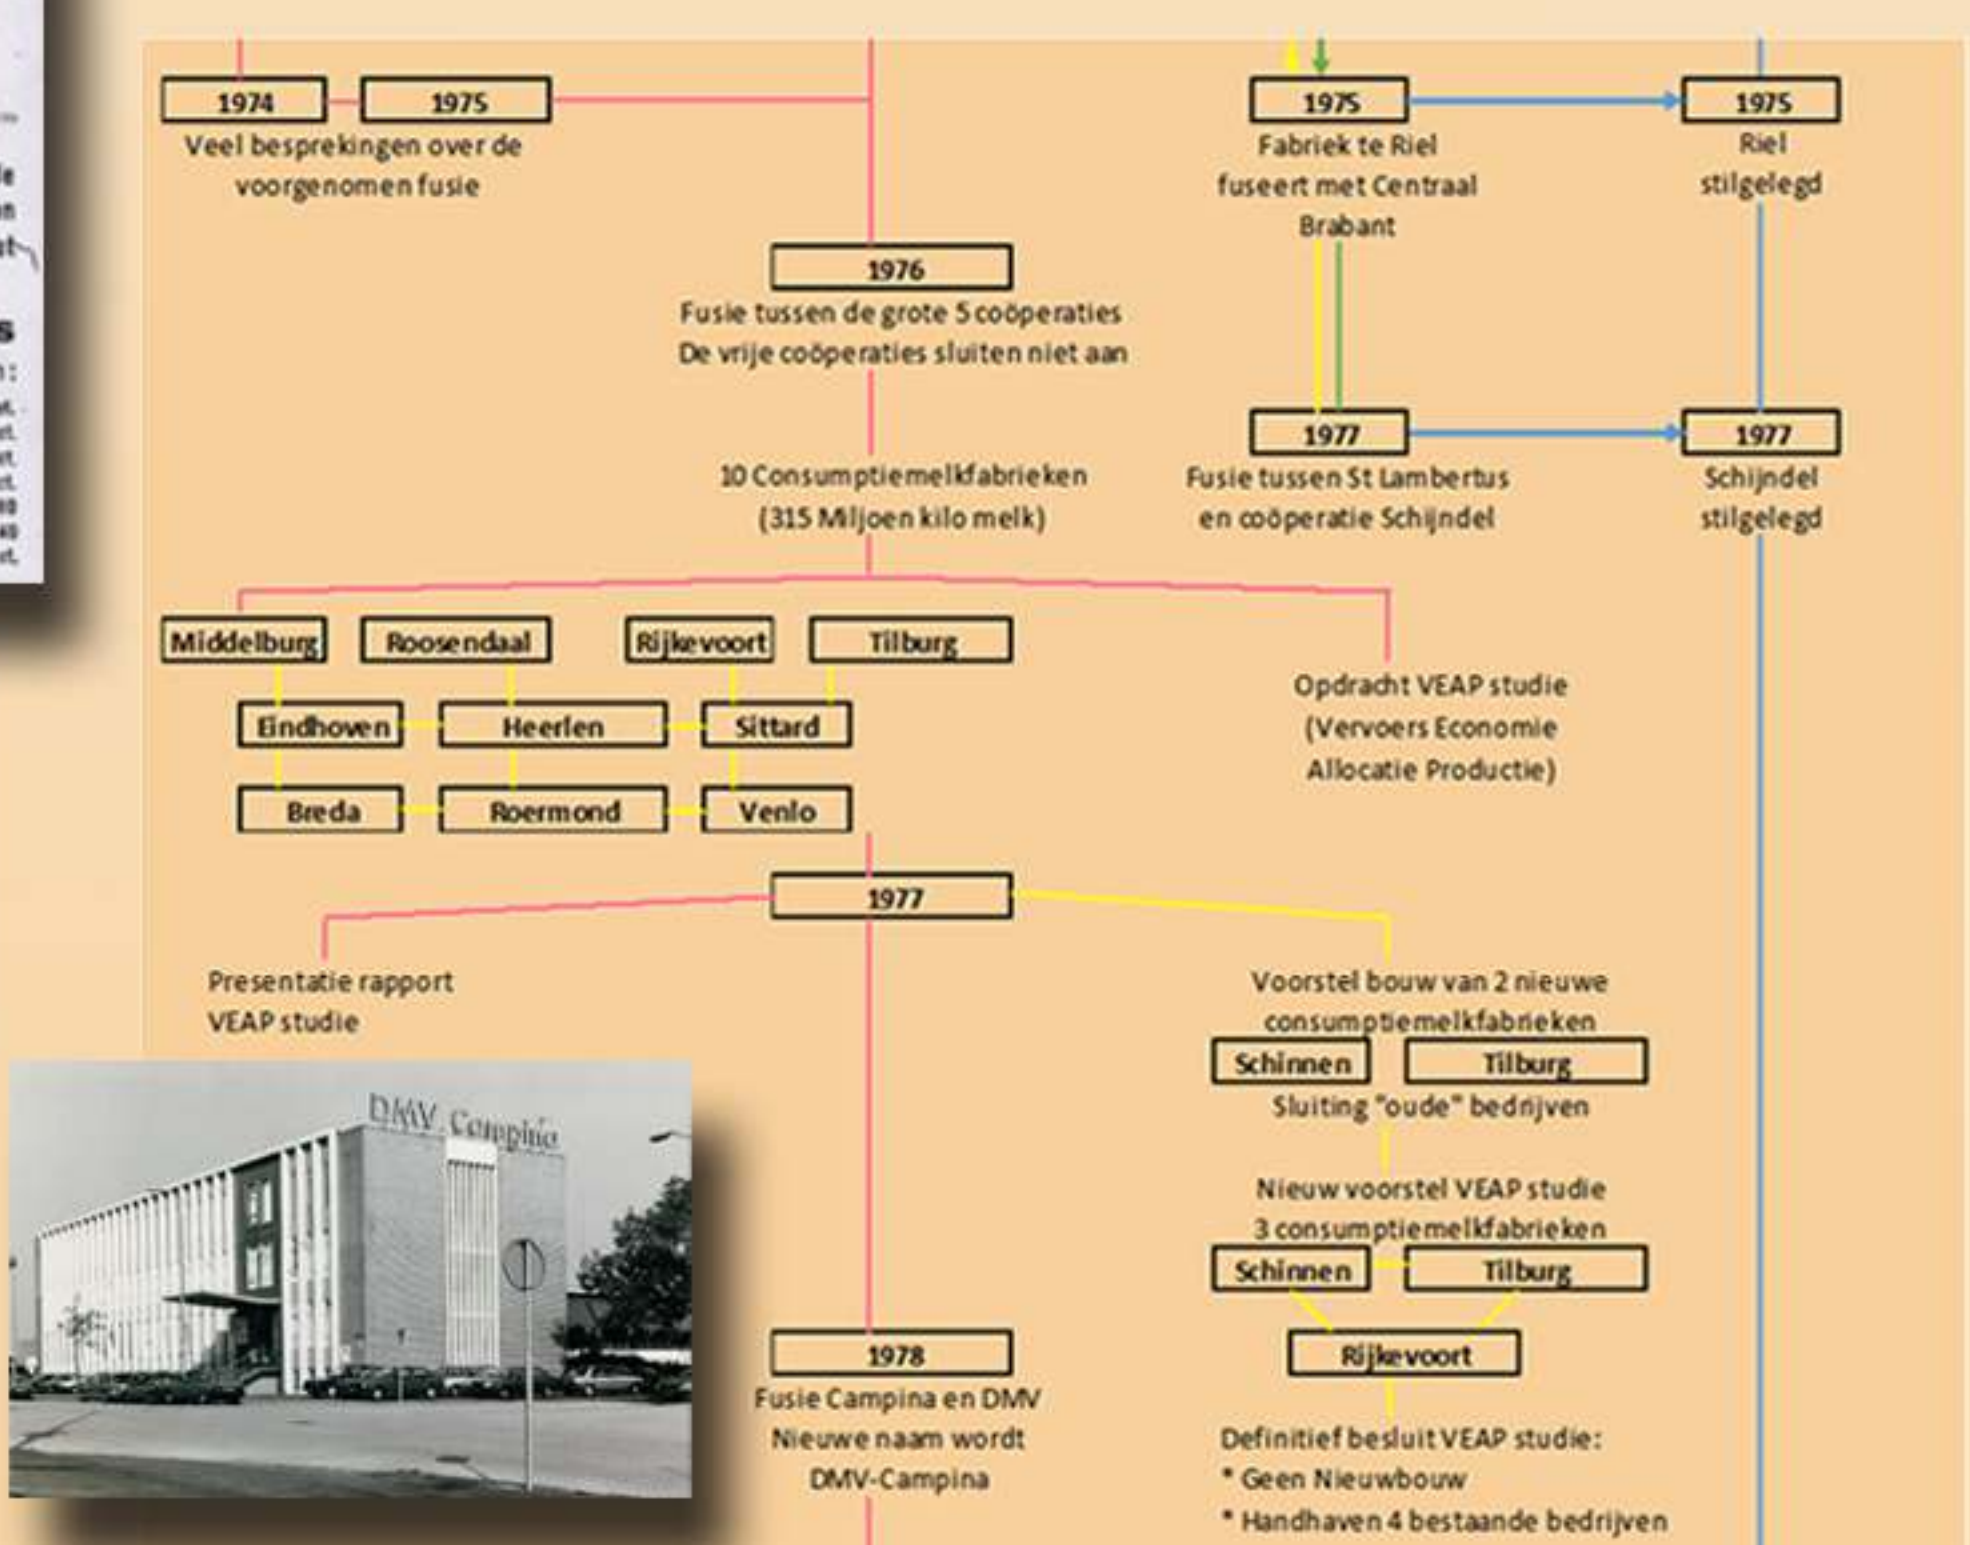 1974
1975
Veel besprekingen over de
voorgenomen fusie
1975
Fabriek te Riel
fuseert met Centraal
Brabant
1975
Riel
stilgelegd
1976
Fusie tussen de grote 5 coöperaties
De vrije coöperaties sluiten niet aan
10 Consumptiemelkfabrieken
(315 Miljoen kilo melk)
1977
Fusie tussen St Lambertus
en coöperatie Schijndel
1977
Schijndel
stilgelegd
Middelburg
Roosendaal
Rijkevoort
Tilburg
Eindhoven
Heerlen
Sittard
Breda
Roermond
Venlo
Opdracht VEAP studie
(Vervoers Economie
Allocatie Productie)
1977
Presentatie rapport
VEAP studie
Voorstel bouw van 2 nieuwe
consumptiemelkfabrieken
Schinnen
Tilburg
Sluiting "oude" bedrijven
Nieuw voorstel VEAP studie
3 consumptiemelkfabrieken
Schinnen
Tilburg
Rijkevoort
Definitief besluit VEAP studie:
* Geen Nieuwbouw
* Handhaven 4 bestaande bedrijven
DMV Campina
1978
Fusie Campina en DMV
Nieuwe naam wordt
DMV-Campina